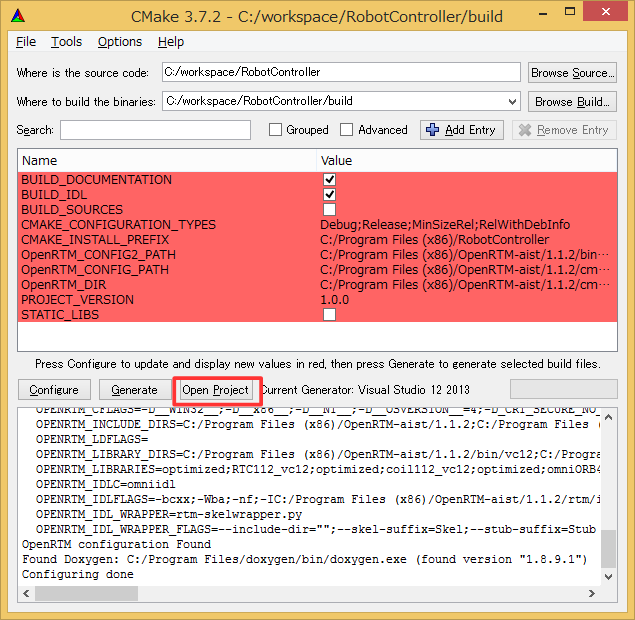 CMake 3.7.2 - C:/workspace/RobotController/build
File Tools Options Help
Where is the source code: C:/workspace/RobotController Browse Source...
Where to build the binaries: C:/workspace/RobotController/build Browse Build...
Search: Grouped Advanced Add Entry Remove Entry
Name Value
BUILD_DOCUMENTATION
BUILD_IDL
BUILD_SOURCES
CMAKE_CONFIGURATION_TYPES Debug;Release;MinSizeRel;RelWithDebInfo
CMAKE_INSTALL_PREFIX C:/Program Files (x86)/RobotController
OpenRTM_CONFIG2_PATH C:/Program Files (x86)/OpenRTM-aist/1.1.2/bin···
OpenRTM_CONFIG_PATH C:/Program Files (x86)/OpenRTM-aist/1.1.2/cm···
OpenRTM_DIR C:/Program Files (x86)/OpenRTM-aist/1.1.2/cm···
PROJECT_VERSION 1.0.0
STATIC_LIBS
Press Configure to update and display new values in red, then press Generate to generate selected build files.
Configure Generate Open Project Current Generator: Visual Studio 12 2013
OPENRTM_CFLAGS=-D__WIN32__;-D__x86__;-D__NT__;-D__OSVERSION__=4;-D_CRT_SECURE_NO_
OPENRTM_INCLUDE_DIRS=C:/Program Files (x86)/OpenRTM-aist/1.1.2;C:/Program Files (
OPENRTM_LDFLAGS=
OPENRTM_LIBRARY_DIRS=C:/Program Files (x86)/OpenRTM-aist/1.1.2/bin/vc12;C:/Progra
OPENRTM_LIBRARIES=optimized;RTC112_vc12;optimized;coil112_vc12;optimized;omniORB4
OPENRTM_IDLC=omniidl
OPENRTM_IDLFLAGS=-bcxx;-Wba;-nf;-IC:/Program Files (x86)/OpenRTM-aist/1.1.2/rtm/i
OPENRTM_IDL_WRAPPER=rtm-skelwrapper.py
OPENRTM_IDL_WRAPPER_FLAGS=--include-dir="";--skel-suffix=Skel;--stub-suffix=Stub
OpenRTM configuration Found
Found Doxygen: C:/Program Files/doxygen/bin/doxygen.exe (found version "1.8.9.1")
Configuring done